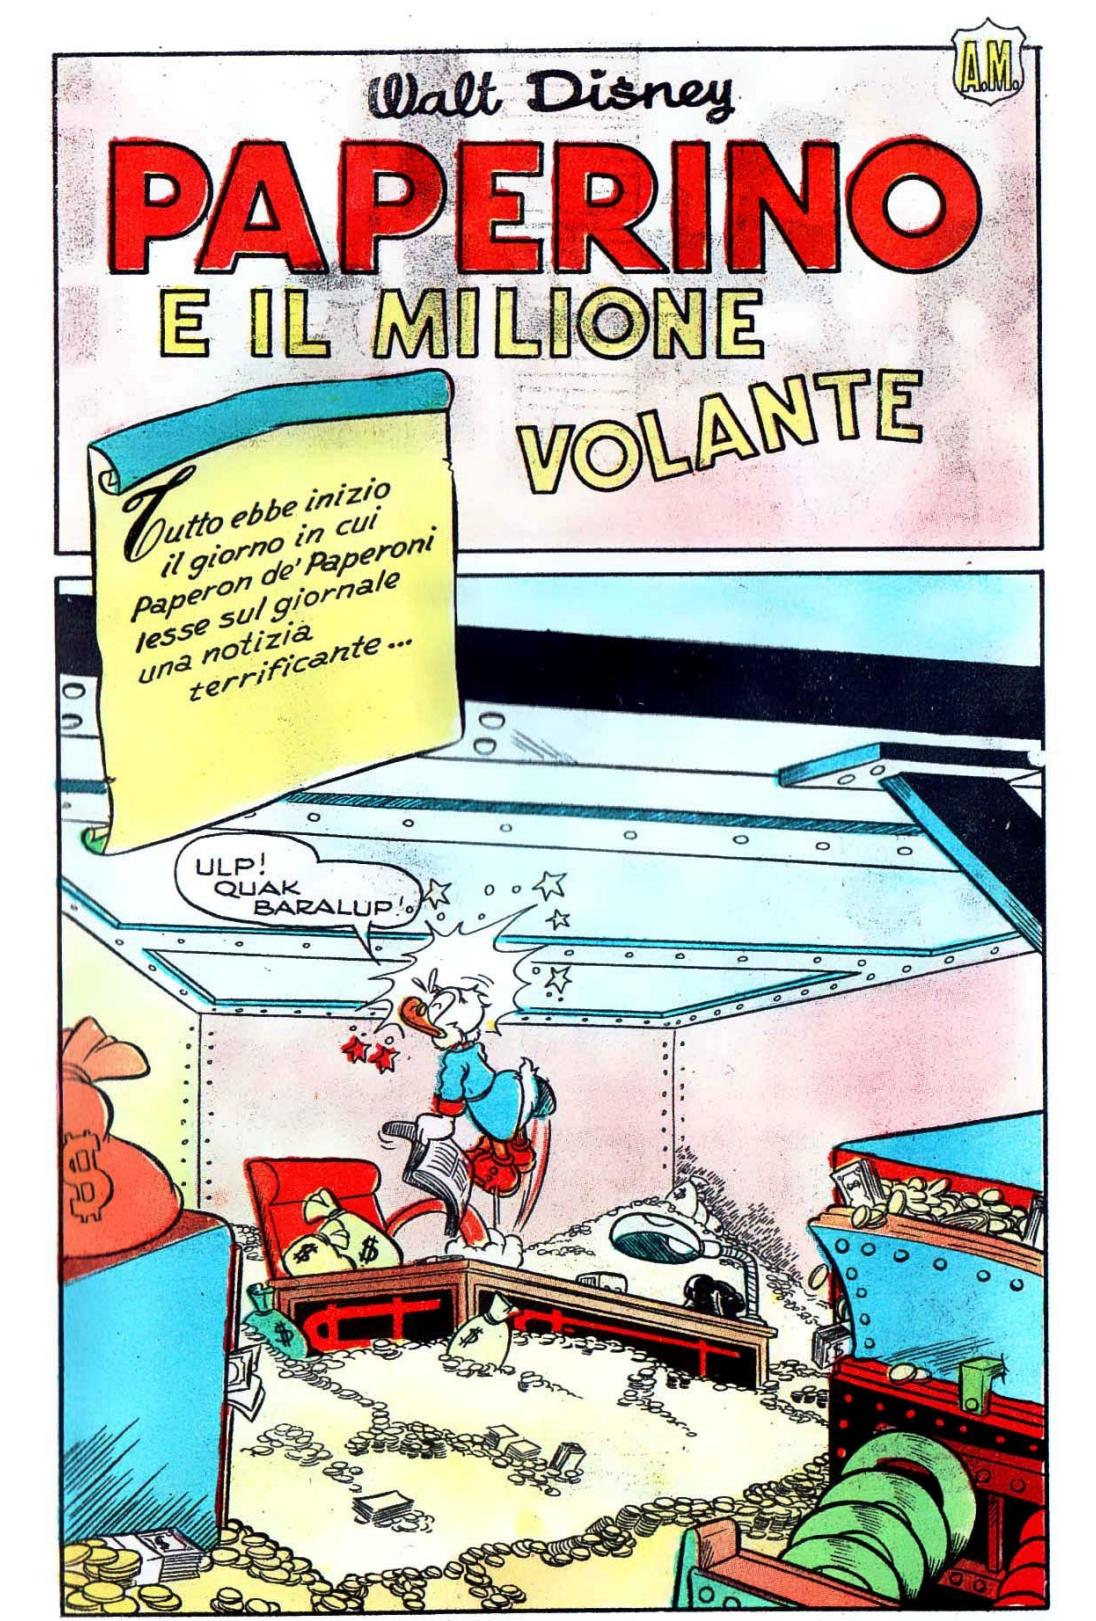 A.M.
Walt Disney
PAPERINO
E IL MILIONE
VOLANTE
Tutto ebbe inizio
il giorno in cui
Paperon de' Paperoni
lesse sul giornale
una notizia
terrificante...
ULP!
QUAK
BARALUP!
$
$
$
$
$